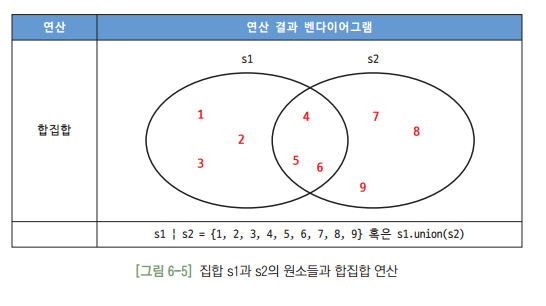 연산 연산 결과 벤다이어그램
s1 s2
합집합
1 2 3 4 5 6 7 8 9
s1 ¦ s2 = {1, 2, 3, 4, 5, 6, 7, 8, 9} 혹은 s1.union(s2)
[그림 6-5] 집합 s1과 s2의 원소들과 합집합 연산